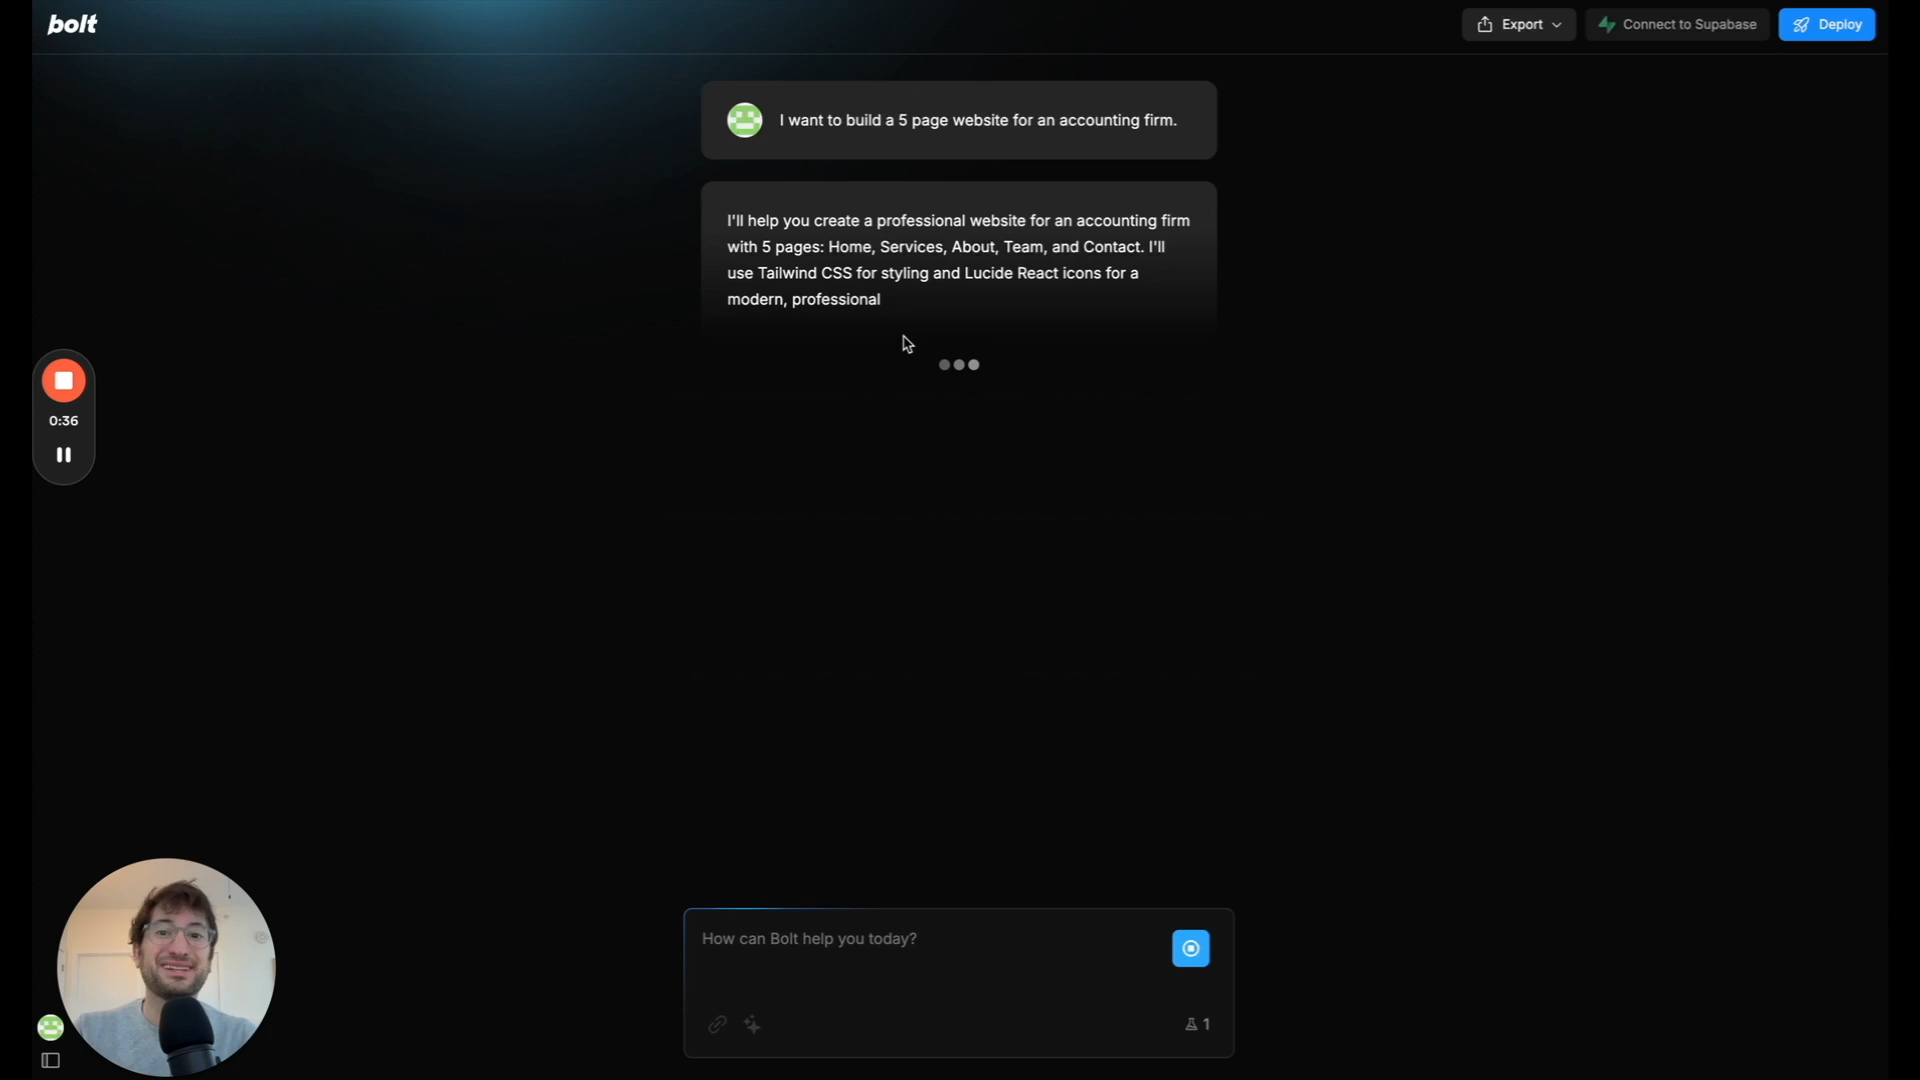 bolt
Export
Connect to Supabase
Deploy
I want to build a 5 page website for an accounting firm.
I'll help you create a professional website for an accounting firm
with 5 pages: Home, Services, About, Team, and Contact. I'll
use Tailwind CSS for styling and Lucide React icons for a
modern, professional
0:36
How can Bolt help you today?
1